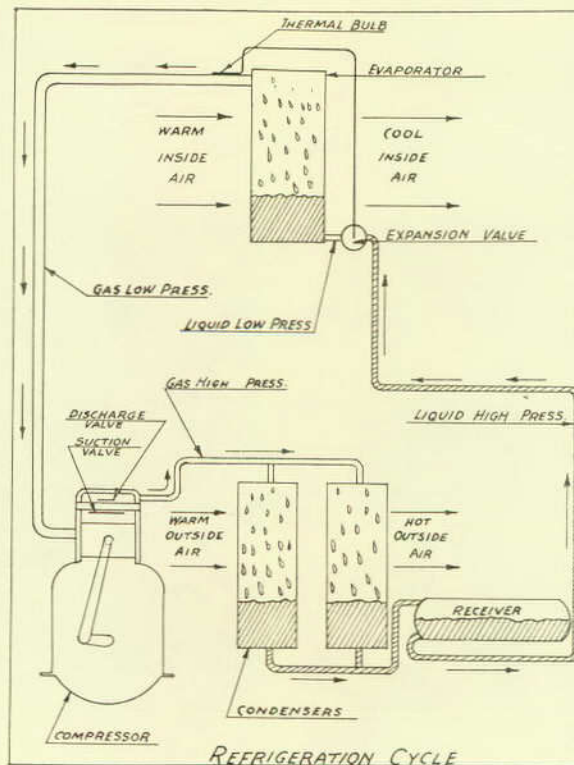 THERMAL BULB
EVAPORATOR
WARM
INSIDE
AIR
COOL
INSIDE
AIR
EXPANSION VALVE
GAS LOW PRESS.
LIQUID LOW PRESS.
GAS HIGH PRESS.
LIQUID HIGH PRESS.
DISCHARGE
VALVE
SUCTION
VALVE
WARM
OUTSIDE
AIR
HOT
OUTSIDE
AIR
RECEIVER
CONDENSERS
COMPRESSOR
REFRIGERATION CYCLE